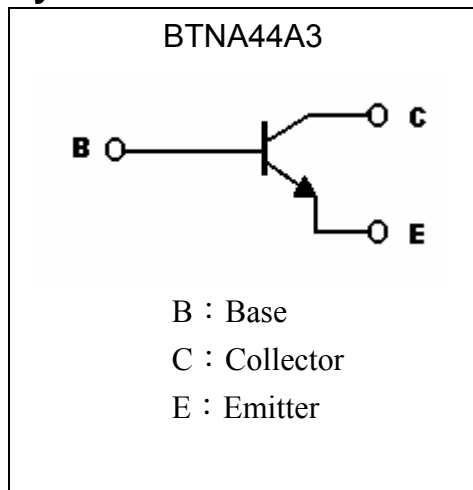 BTNA44A3
C
B
E
B：Base
C：Collector
E：Emitter